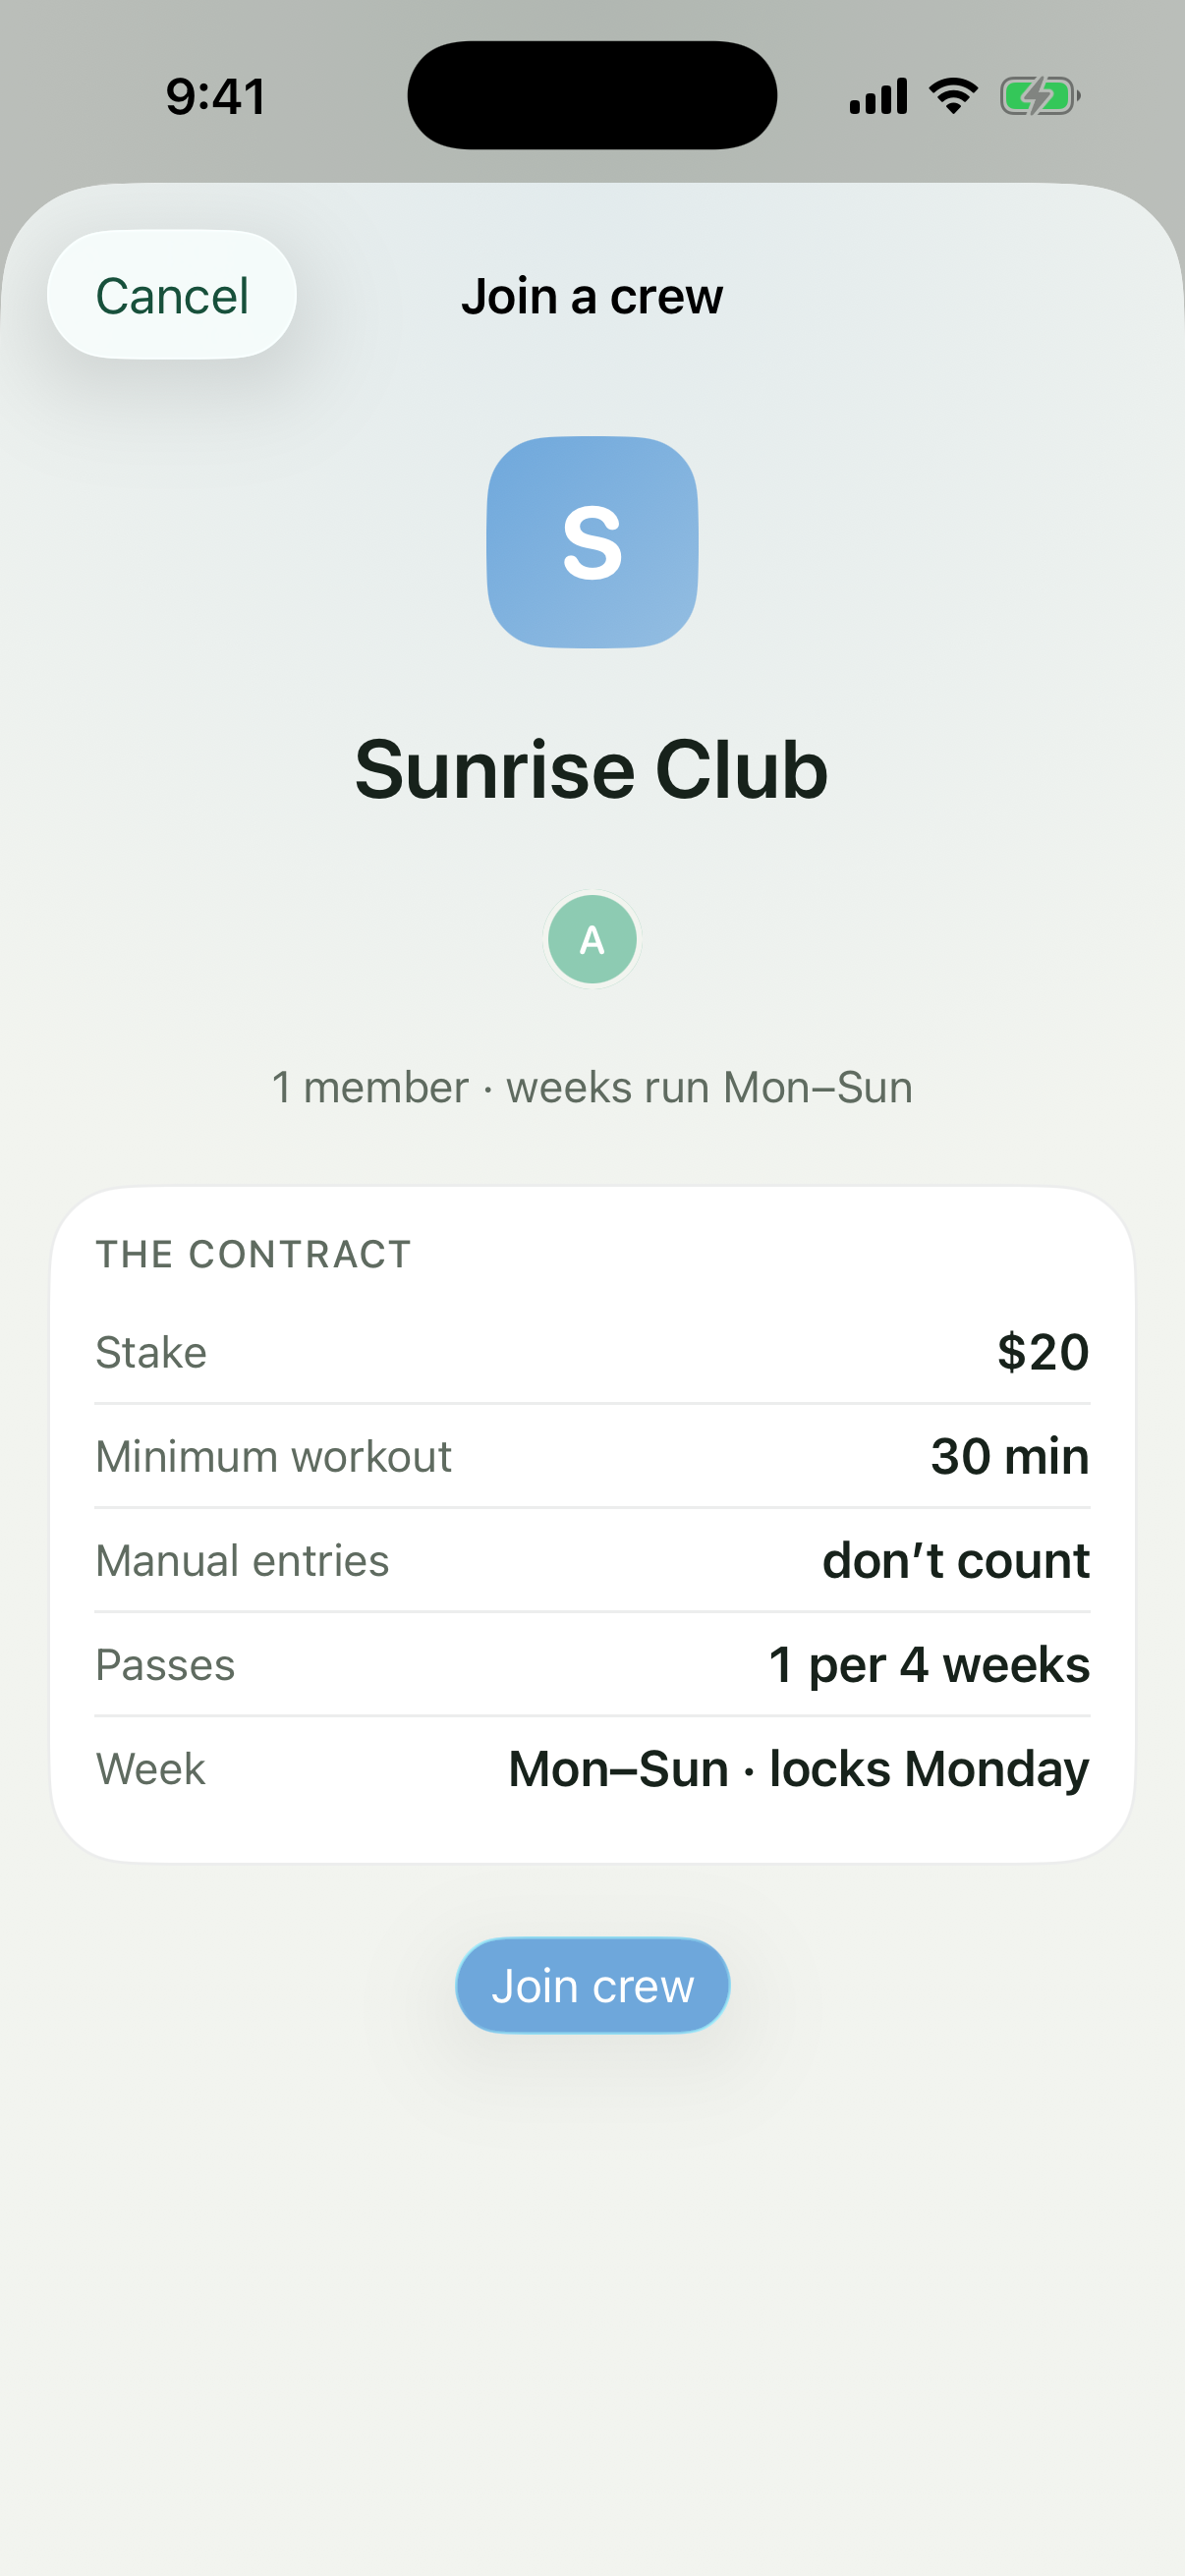 9:41
Cancel
Join a crew
S
Sunrise Club
A
1 member · weeks run Mon–Sun
THE CONTRACT
Stake $20
Minimum workout 30 min
Manual entries don’t count
Passes 1 per 4 weeks
Week Mon–Sun · locks Monday
Join crew